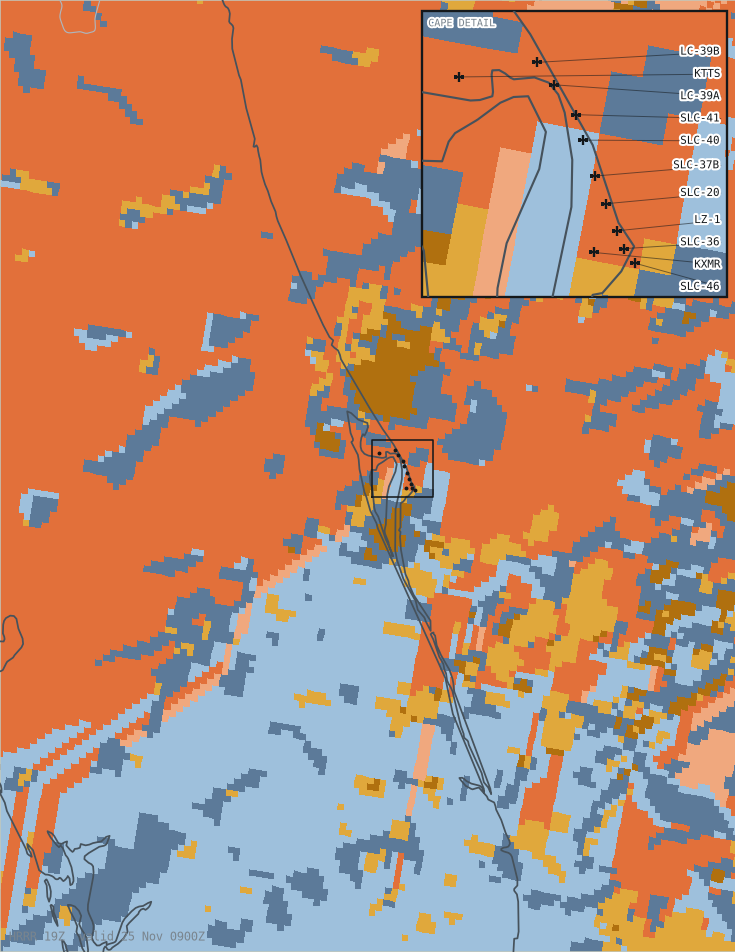 CAPE DETAIL
LC-39B
KTTS
LC-39A
SLC-41
SLC-40
SLC-37B
SLC-20
LZ-1
SLC-36
KXMR
SLC-46
HRRR 19Z valid 25 Nov 0900Z